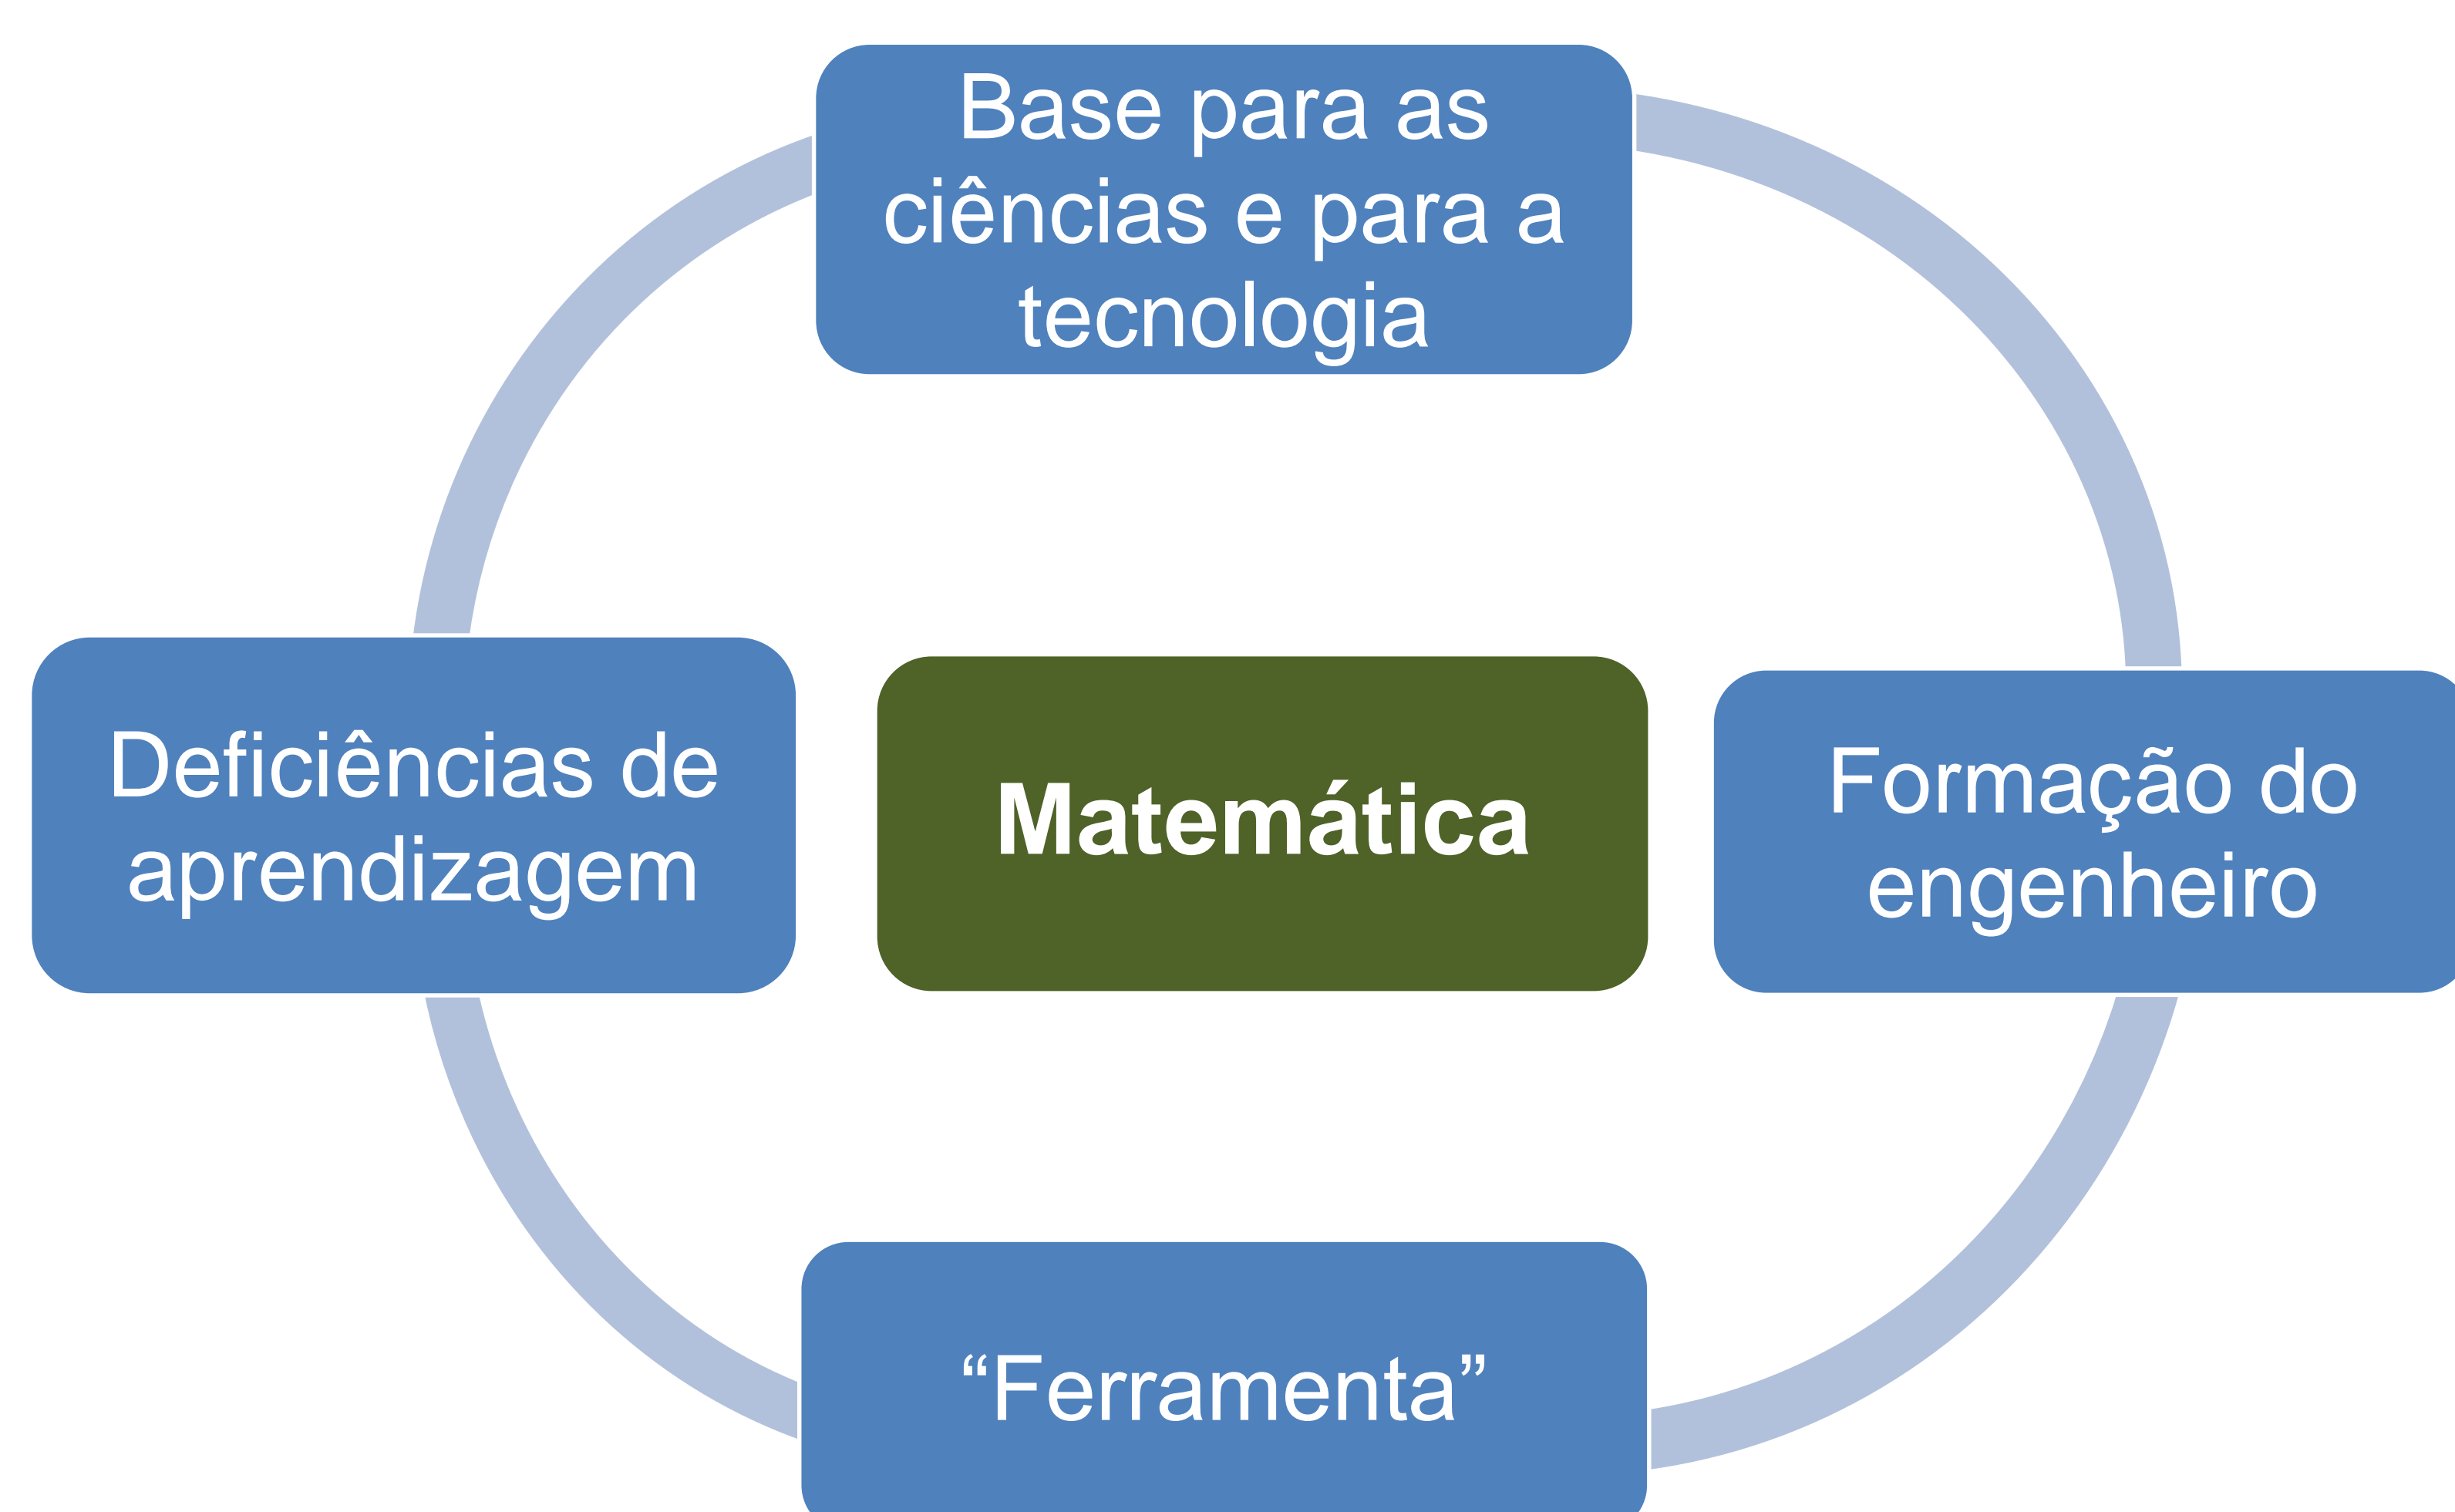 Base para as
ciências e para a
tecnologia
Deficiências de
aprendizagem
Matemática
Formação do
engenheiro
“Ferramenta”